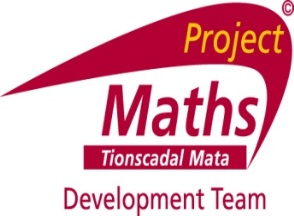 ©
Project
Maths
Tionscadal Mata
Development Team